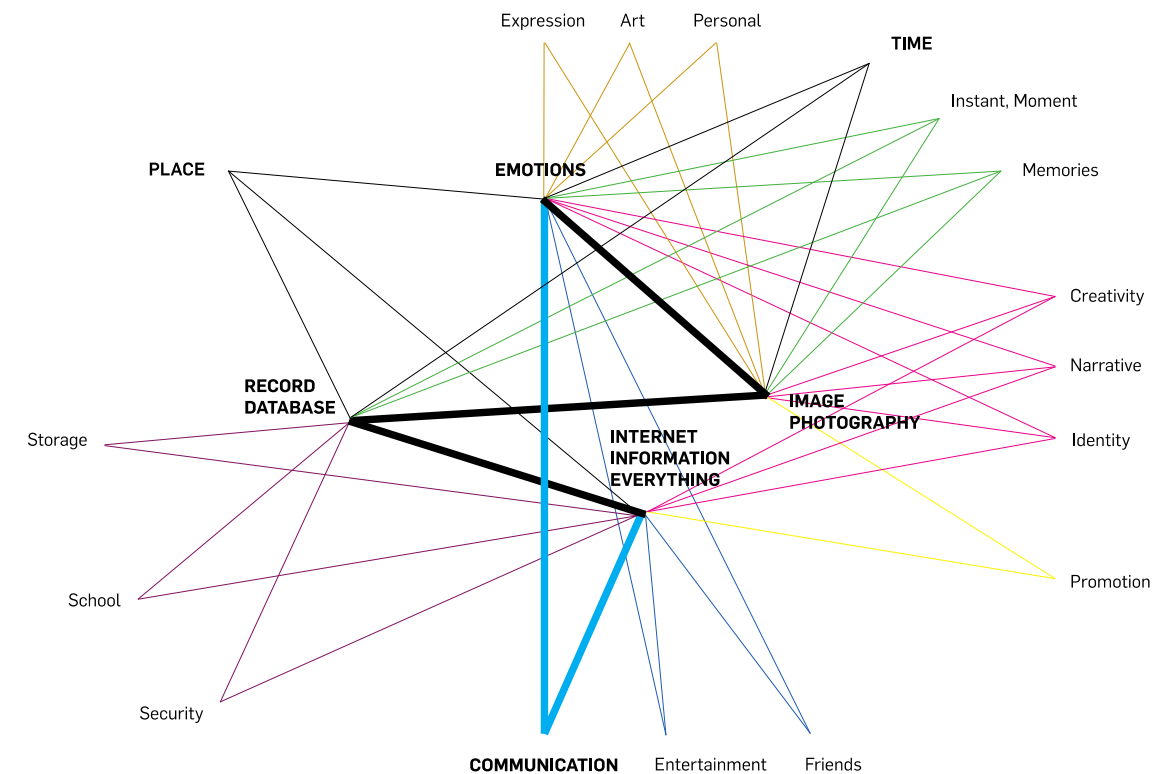 Expression
Art
Personal
TIME
Instant, Moment
PLACE
EMOTIONS
Memories
Creativity
Narrative
RECORD
DATABASE
IMAGE
PHOTOGRAPHY
Storage
INTERNET
INFORMATION
EVERYTHING
Identity
School
Promotion
Security
COMMUNICATION
Entertainment
Friends